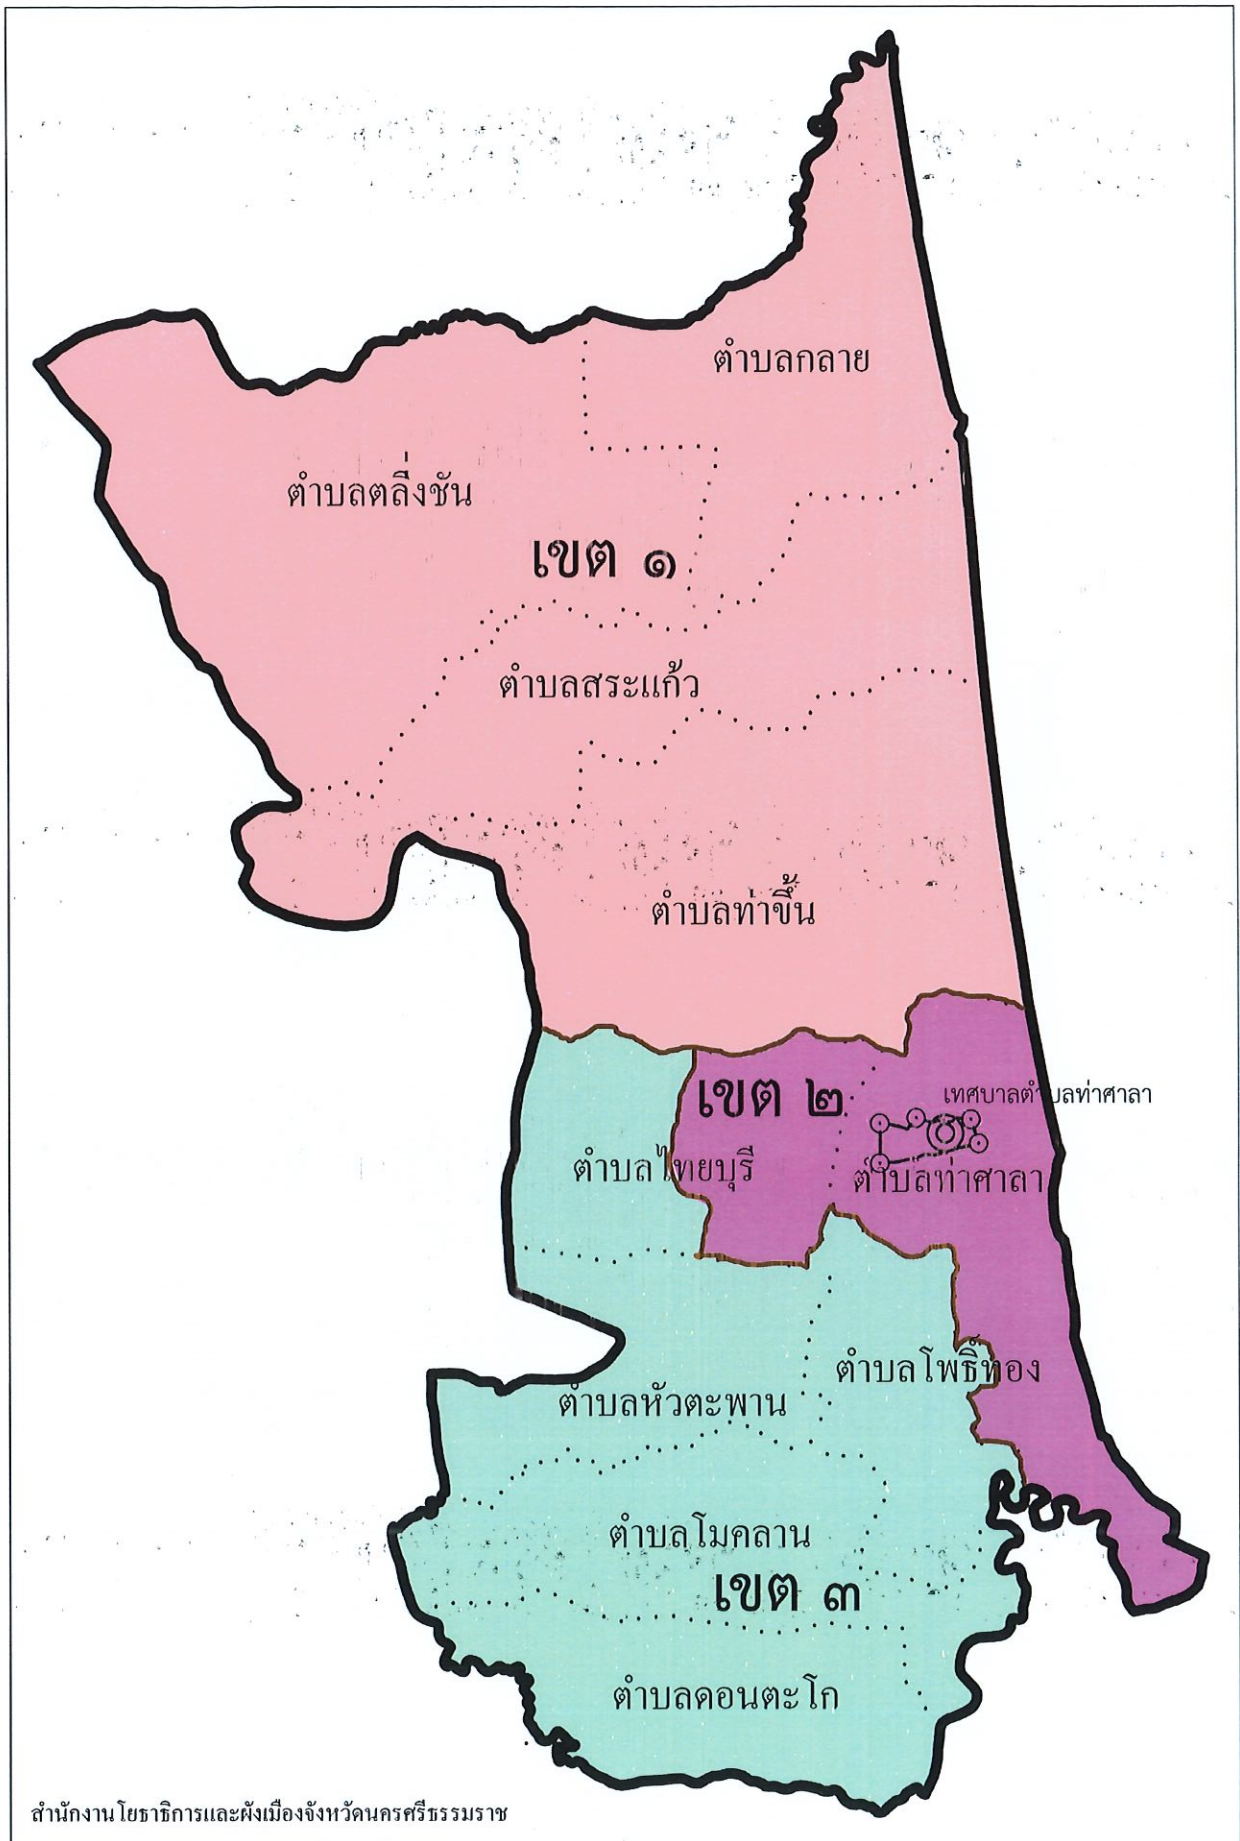 ตำบลกลาย
ตำบลตลิ่งชัน
เขต ๑
ตำบลสระแก้ว
ตำบลท่าขึ้น
เขต ๒
เทศบาลตำบลท่าศาลา
ตำบลไทยบุรี
ตำบลท่าศาลา
ตำบลโพธิ์ทอง
ตำบลหัวตะพาน
ตำบลโมคลาน
เขต ๓
ตำบลดอนตะโก
สำนักงานโยธาธิการและผังเมืองจังหวัดนครศรีธรรมราช